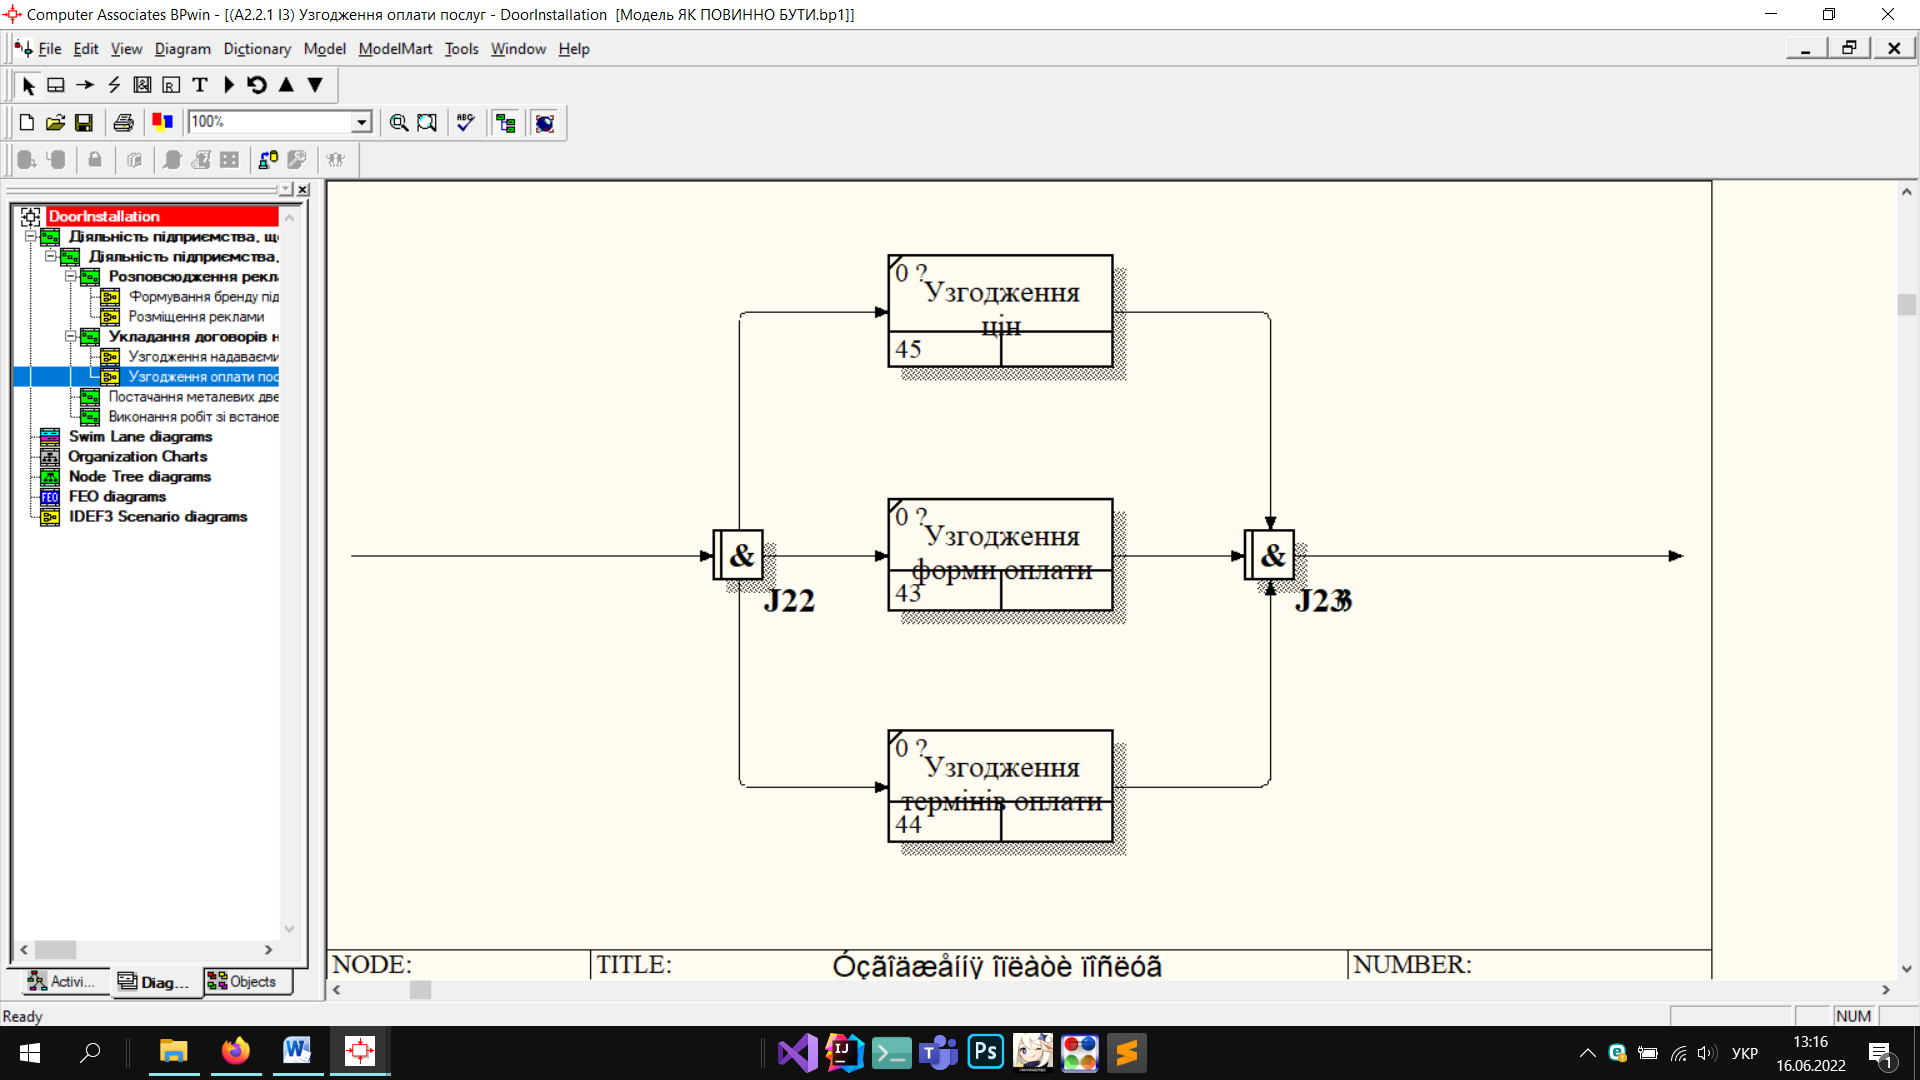 Computer Associates BPwin - [(A2.2.1 I3) Узгодження оплати послуг - DoorInstallation [Модель ЯК ПОВИННО БУТИ.bp1]]
File Edit View Diagram Dictionary Model ModelMart Tools Window Help
100%
DoorInstallation
Діяльність підприємства, щ
Діяльність підприємства,
Розповсюдження рекл
Формування бренду під
Розміщення реклами
Укладання договорів н
Узгодження надаваєми
Узгодження оплати пос
Постачання металевих две
Виконання робіт зі встанов
Swim Lane diagrams
Organization Charts
Node Tree diagrams
FEO diagrams
IDEF3 Scenario diagrams
Activi... Diag... Objects
0 ?
Узгодження
цін
45
0 ?
Узгодження
форми оплати
43
0 ?
Узгодження
термінів оплати
44
&
J22
&
NODE: TITLE: Óçãîäæåííÿ îïëàòè ïîñëóã NUMBER:
Ready
NUM
УКР
13:16
16.06.2022
1